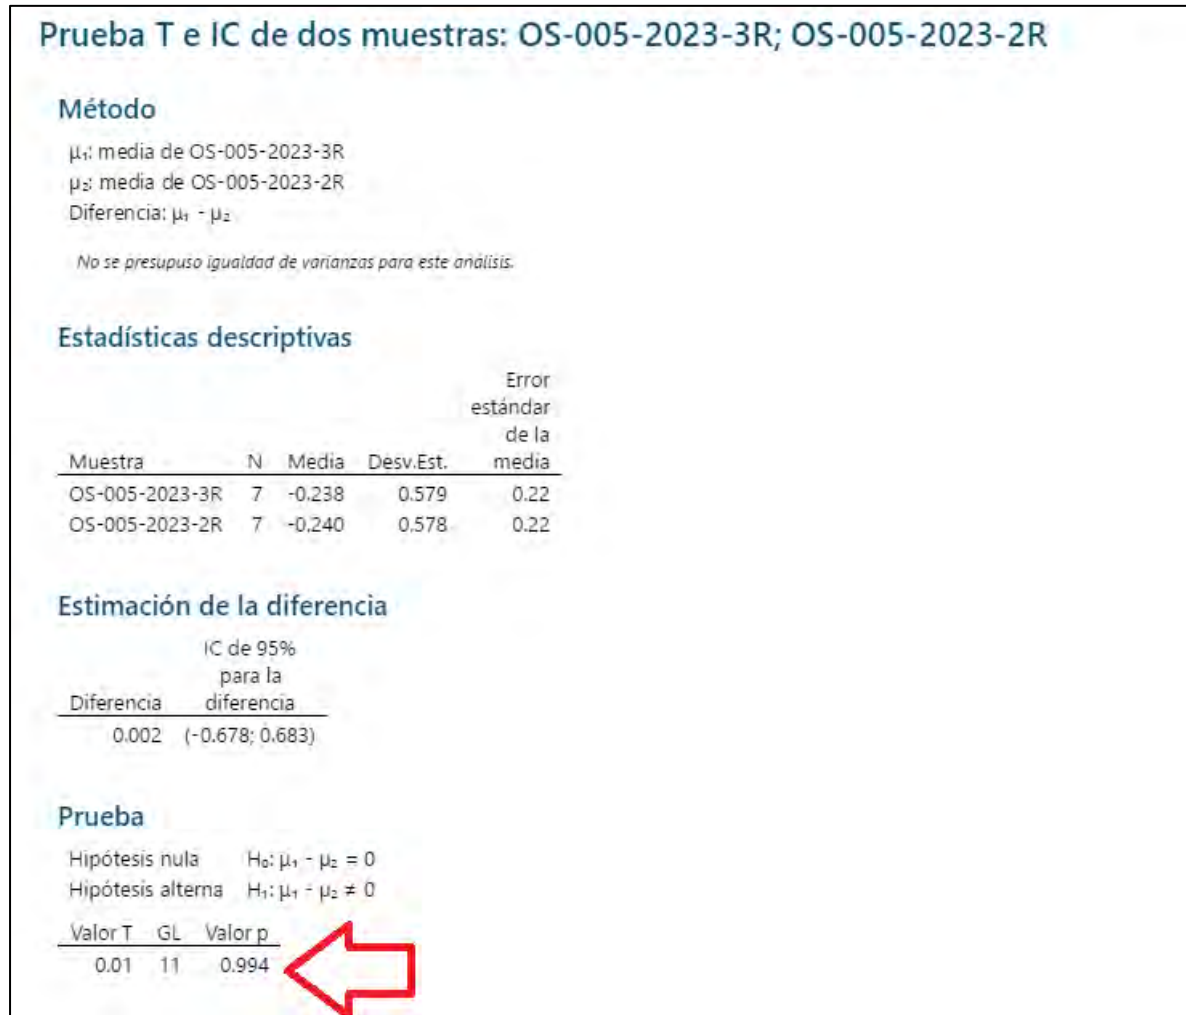 Prueba T e IC de dos muestras: OS-005-2023-3R; OS-005-2023-2R
Método
μ₁: media de OS-005-2023-3R
μ₂: media de OS-005-2023-2R
Diferencia: μ₁ - μ₂
No se presupuso igualdad de varianzas para este análisis.
Estadísticas descriptivas
Error
estándar
de la
Muestra N Media Desv.Est. media
OS-005-2023-3R 7 -0.238 0.579 0.22
OS-005-2023-2R 7 -0.240 0.578 0.22
Estimación de la diferencia
IC de 95%
para la
Diferencia diferencia
0.002 (-0.678; 0.683)
Prueba
Hipótesis nula H₀: μ₁ - μ₂ = 0
Hipótesis alterna H₁: μ₁ - μ₂ ≠ 0
Valor T GL Valor p
0.01 11 0.994